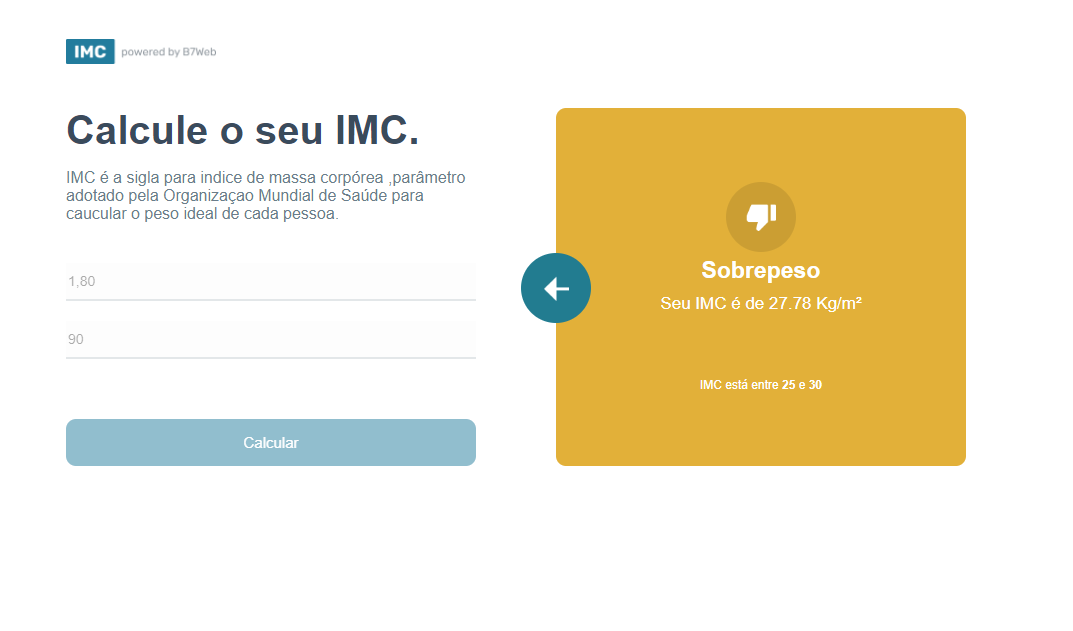 IMC powered by B7Web
Calcule o seu IMC.
IMC é a sigla para indice de massa corpórea ,parâmetro
adotado pela Organizaçao Mundial de Saúde para
caucular o peso ideal de cada pessoa.
1,80
90
Calcular
Sobrepeso
Seu IMC é de 27.78 Kg/m²
IMC está entre 25 e 30